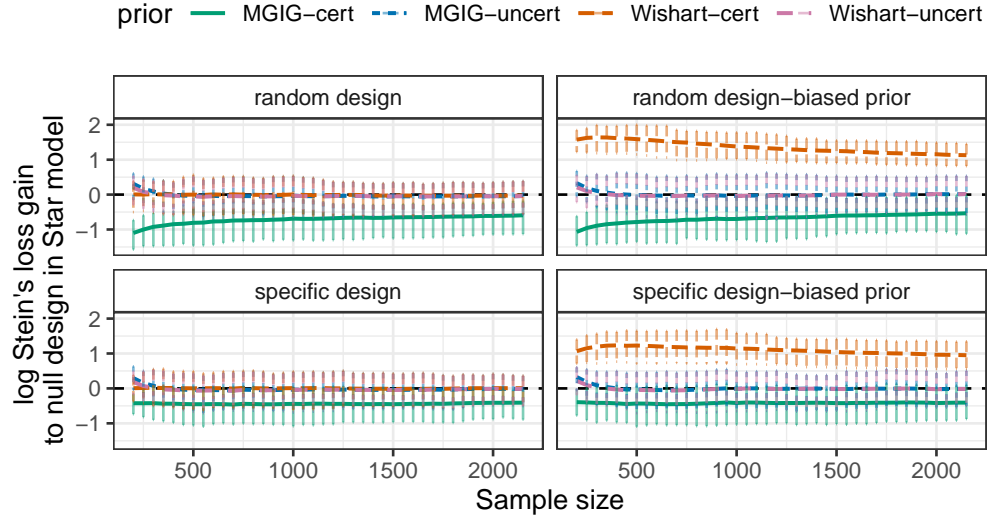 prior MGIG−cert MGIG−uncert Wishart−cert Wishart−uncert
random design
random design−biased prior
2
1
0
−1
specific design
specific design−biased prior
2
1
0
−1
500 1000 1500 2000
500 1000 1500 2000
Sample size
log Stein's loss gain
to null design in Star model